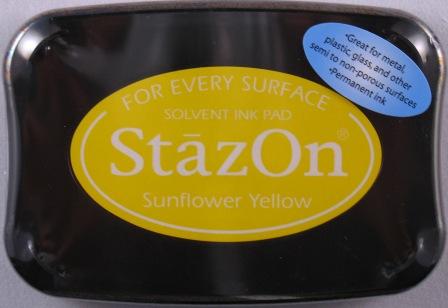 •Great for metal,
plastic, glass, and other
semi to non-porous surfaces
•Permanent ink
FOR EVERY SURFACE
SOLVENT INK PAD
StāzOn®
Sunflower Yellow